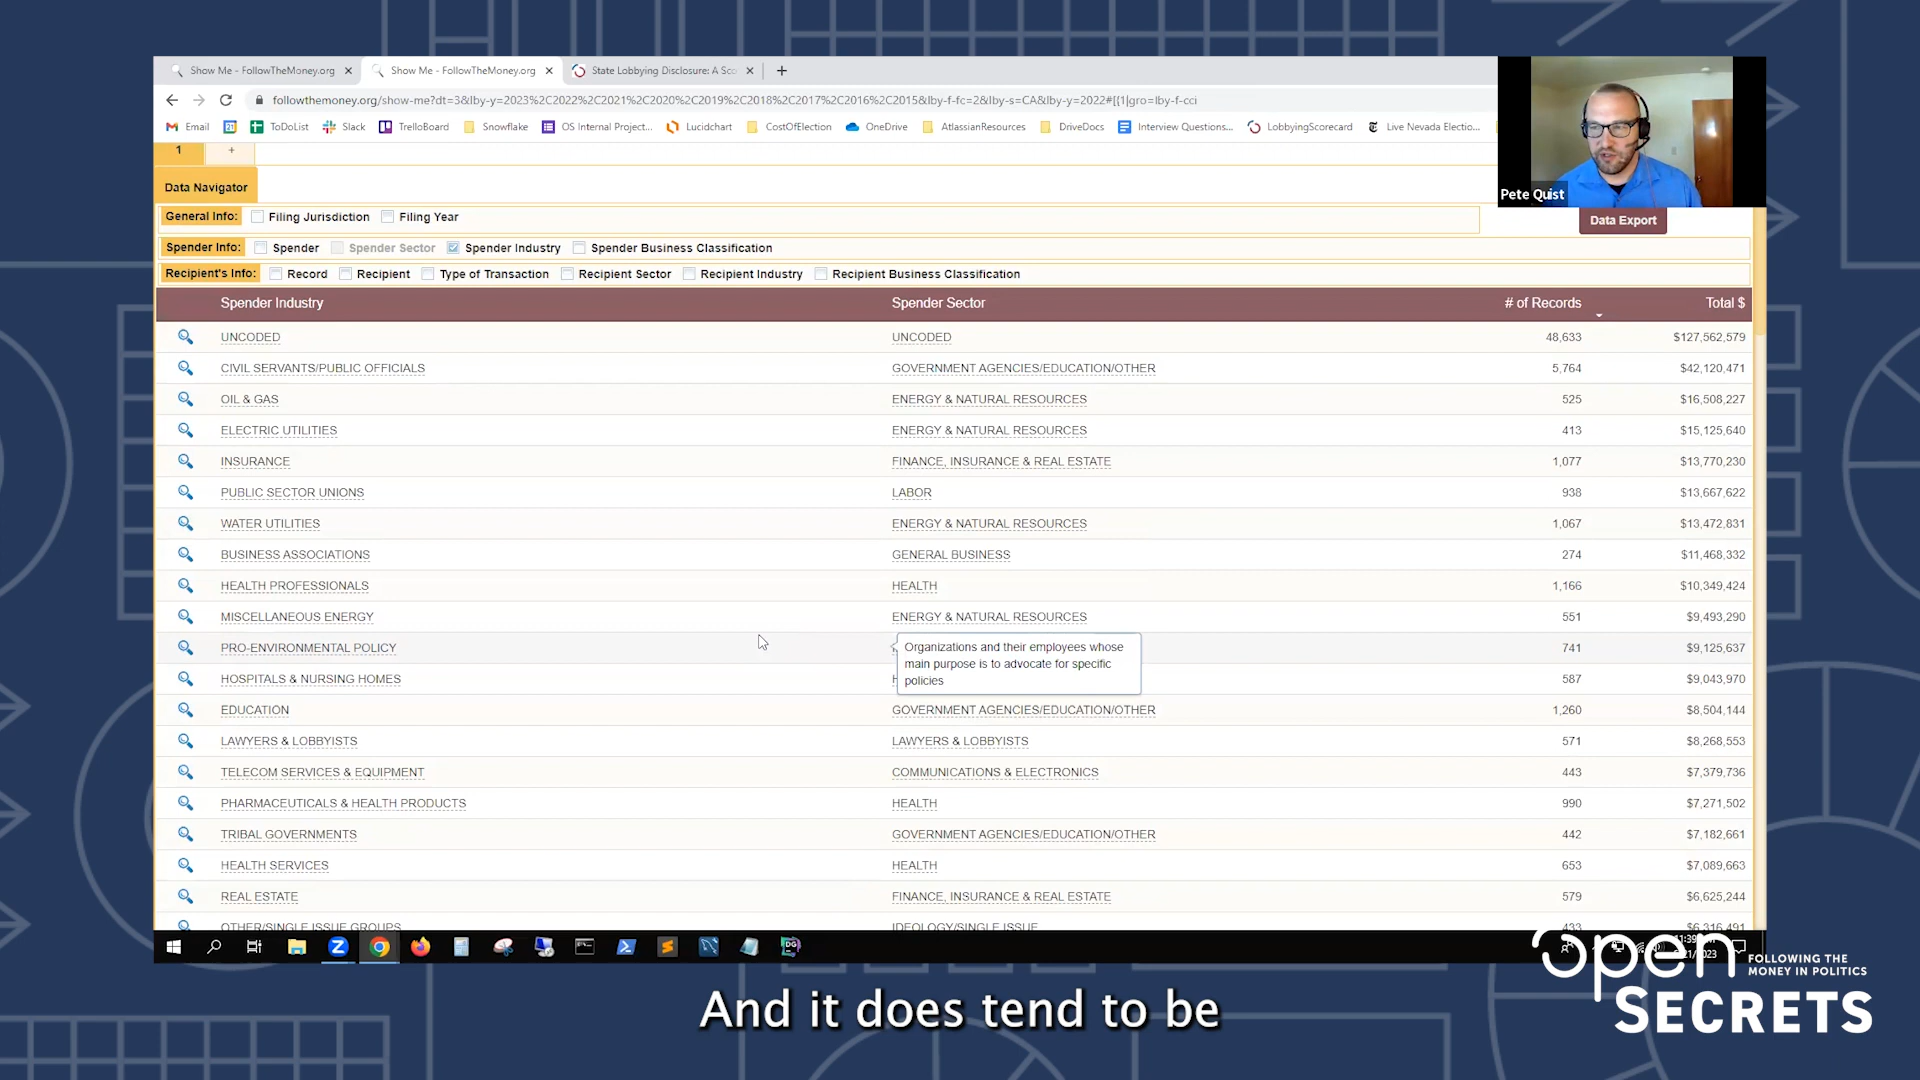 Show Me - FollowTheMoney.org
Show Me - FollowTheMoney.org
State Lobbying Disclosure: A Sco
followthemoney.org/show-me?dt=3&lby-y=2023%2C2022%2C2021%2C2020%2C2019%2C2018%2C2017%2C2016%2C2015&lby-f-fc=2&lby-s=CA&lby-y=2022#[{1|gro=lby-f-cci
Email ToDoList Slack TrelloBoard Snowflake OS Internal Project... Lucidchart CostOfElection OneDrive AtlassianResources DriveDocs Interview Questions... LobbyingScorecard Live Nevada Electio...
Pete Quist
1 +
Data Navigator
General Info: Filing Jurisdiction Filing Year
Data Export
Spender Info: Spender Spender Sector Spender Industry Spender Business Classification
Recipient's Info: Record Recipient Type of Transaction Recipient Sector Recipient Industry Recipient Business Classification
Spender Industry Spender Sector # of Records Total $
UNCODED UNCODED 48,633 $127,562,579
CIVIL SERVANTS/PUBLIC OFFICIALS GOVERNMENT AGENCIES/EDUCATION/OTHER 5,764 $42,120,471
OIL & GAS ENERGY & NATURAL RESOURCES 525 $16,508,227
ELECTRIC UTILITIES ENERGY & NATURAL RESOURCES 413 $15,125,640
INSURANCE FINANCE, INSURANCE & REAL ESTATE 1,077 $13,770,230
PUBLIC SECTOR UNIONS LABOR 938 $13,667,622
WATER UTILITIES ENERGY & NATURAL RESOURCES 1,067 $13,472,831
BUSINESS ASSOCIATIONS GENERAL BUSINESS 274 $11,468,332
HEALTH PROFESSIONALS HEALTH 1,166 $10,349,424
MISCELLANEOUS ENERGY ENERGY & NATURAL RESOURCES 551 $9,493,290
PRO-ENVIRONMENTAL POLICY 741 $9,125,637
Organizations and their employees whose
main purpose is to advocate for specific
policies
HOSPITALS & NURSING HOMES H 587 $9,043,970
EDUCATION GOVERNMENT AGENCIES/EDUCATION/OTHER 1,260 $8,504,144
LAWYERS & LOBBYISTS LAWYERS & LOBBYISTS 571 $8,268,553
TELECOM SERVICES & EQUIPMENT COMMUNICATIONS & ELECTRONICS 443 $7,379,736
PHARMACEUTICALS & HEALTH PRODUCTS HEALTH 990 $7,271,502
TRIBAL GOVERNMENTS GOVERNMENT AGENCIES/EDUCATION/OTHER 442 $7,182,661
HEALTH SERVICES HEALTH 653 $7,089,663
REAL ESTATE FINANCE, INSURANCE & REAL ESTATE 579 $6,625,244
OTHER/SINGLE ISSUE GROUPS IDEOLOGY/SINGLE ISSUE 433 $6,316,491
And it does tend to be
open
FOLLOWING THE
MONEY IN POLITICS
SECRETS